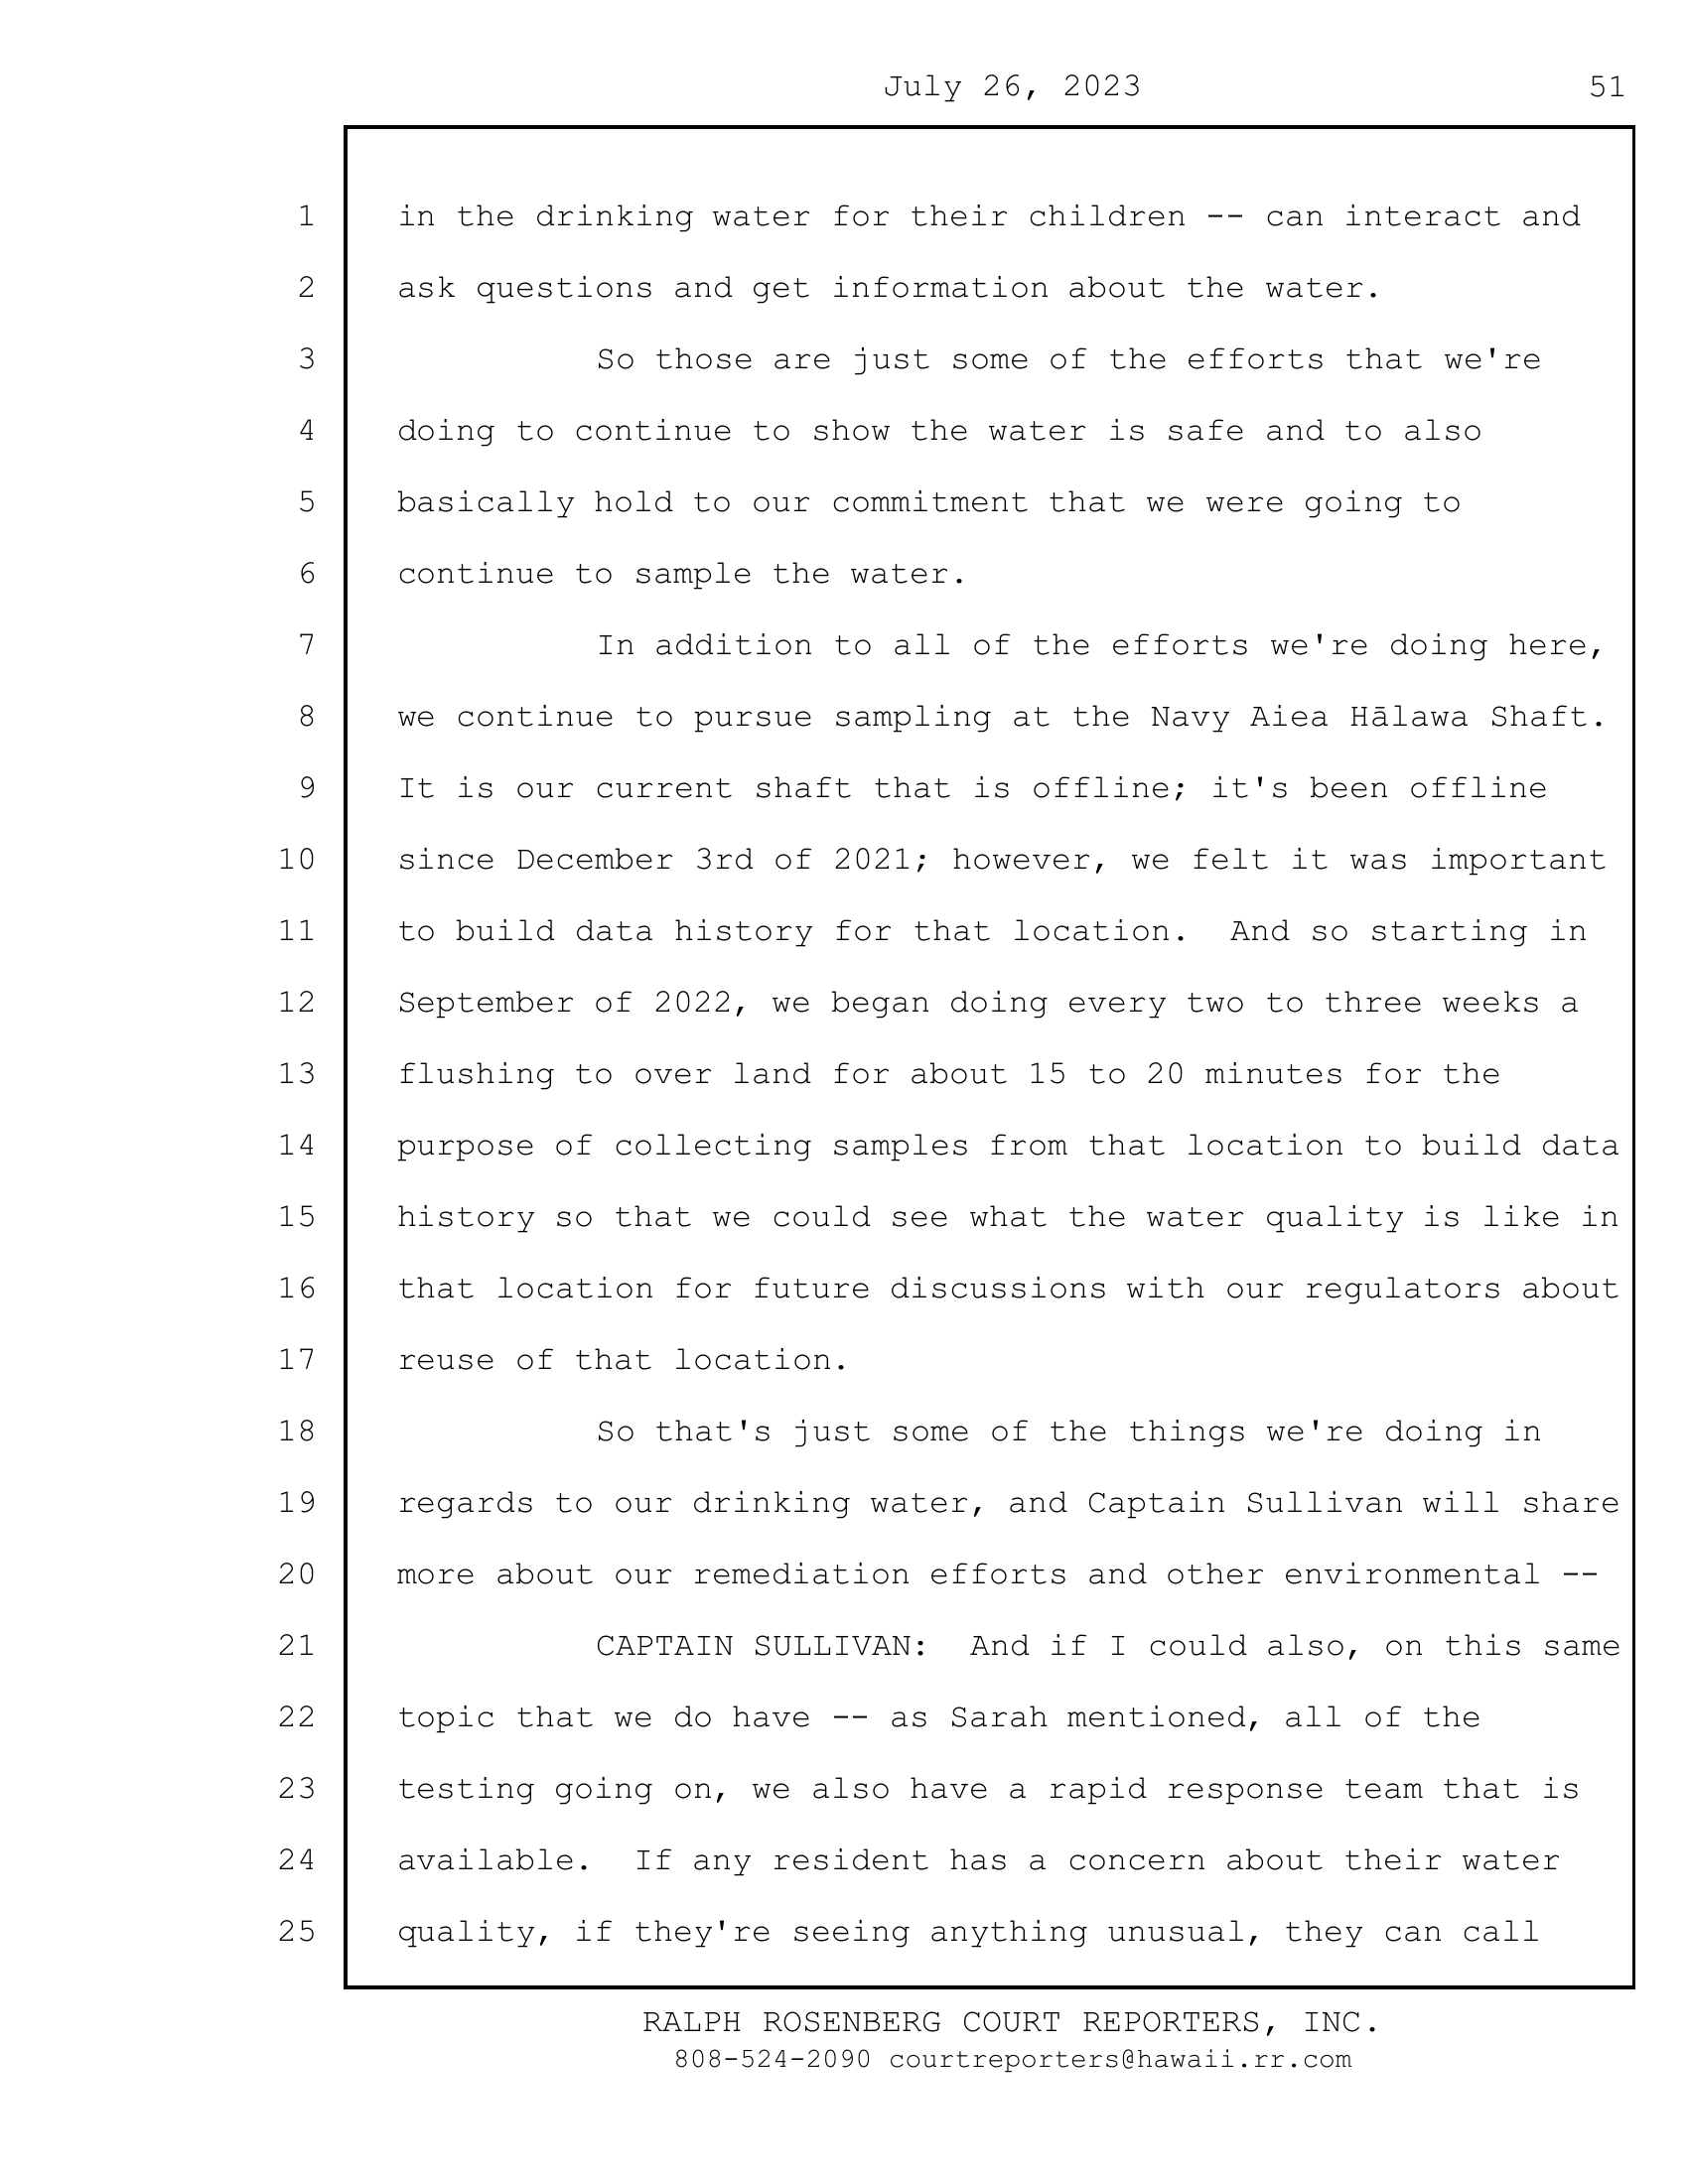 July 26, 2023 51
1 in the drinking water for their children -- can interact and
2 ask questions and get information about the water.
3 So those are just some of the efforts that we're
4 doing to continue to show the water is safe and to also
5 basically hold to our commitment that we were going to
6 continue to sample the water.
7 In addition to all of the efforts we're doing here,
8 we continue to pursue sampling at the Navy Aiea Hālawa Shaft.
9 It is our current shaft that is offline; it's been offline
10 since December 3rd of 2021; however, we felt it was important
11 to build data history for that location. And so starting in
12 September of 2022, we began doing every two to three weeks a
13 flushing to over land for about 15 to 20 minutes for the
14 purpose of collecting samples from that location to build data
15 history so that we could see what the water quality is like in
16 that location for future discussions with our regulators about
17 reuse of that location.
18 So that's just some of the things we're doing in
19 regards to our drinking water, and Captain Sullivan will share
20 more about our remediation efforts and other environmental --
21 CAPTAIN SULLIVAN: And if I could also, on this same
22 topic that we do have -- as Sarah mentioned, all of the
23 testing going on, we also have a rapid response team that is
24 available. If any resident has a concern about their water
25 quality, if they're seeing anything unusual, they can call
RALPH ROSENBERG COURT REPORTERS, INC.
808-524-2090 courtreporters@hawaii.rr.com